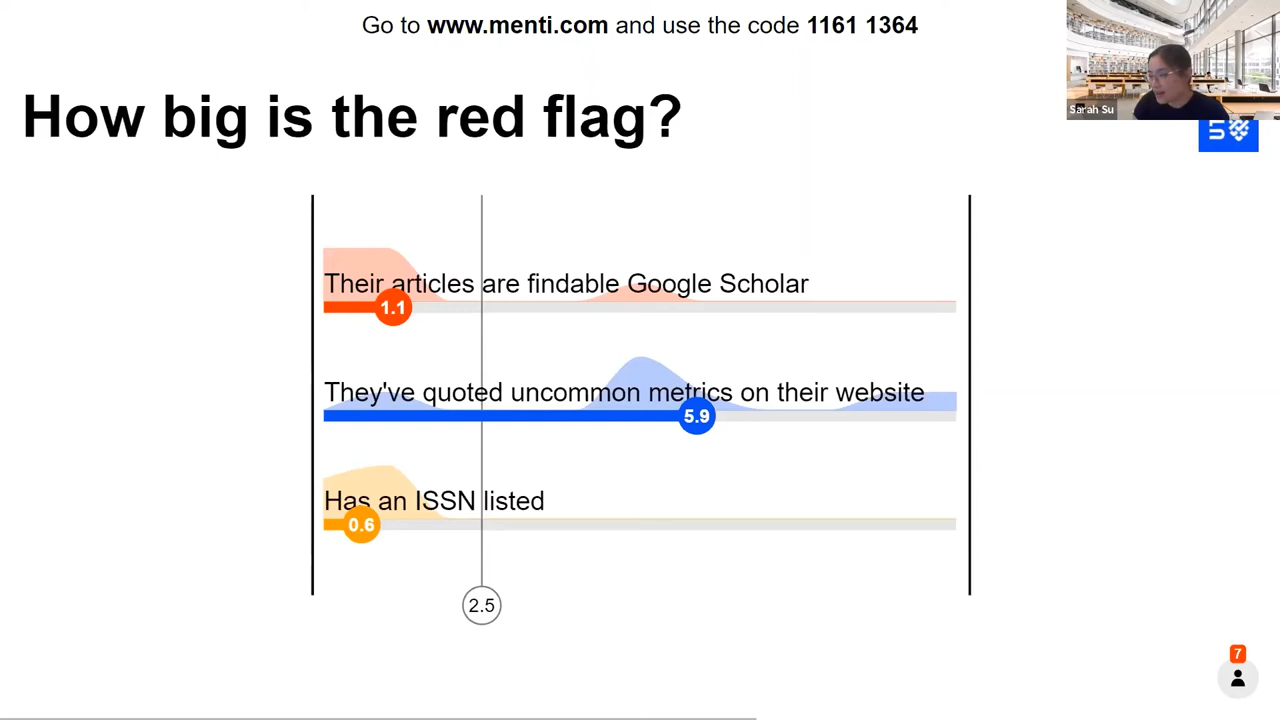 Go to www.menti.com and use the code 1161 1364
How big is the red flag?
Sarah Su
Their articles are findable Google Scholar
1.1
They've quoted uncommon metrics on their website
5.9
Has an ISSN listed
0.6
2.5
7